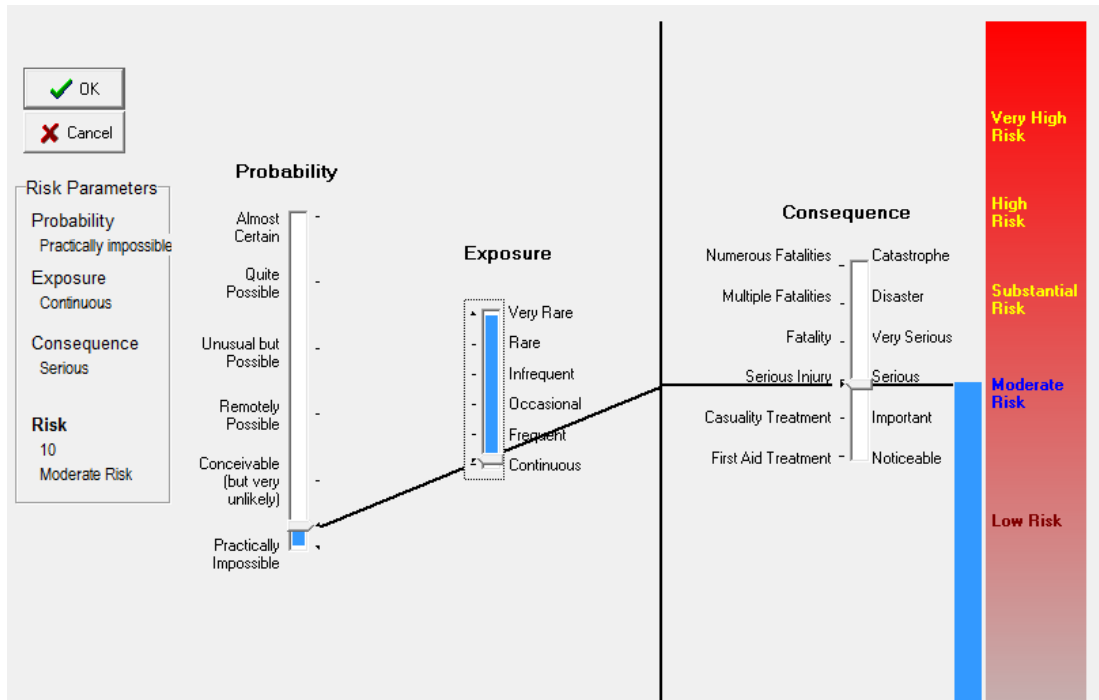 OK
Cancel
Risk Parameters
Probability
Practically impossible
Exposure
Continuous
Consequence
Serious
Risk
10
Moderate Risk
Probability
Almost
Certain
Quite
Possible
Unusual but
Possible
Remotely
Possible
Conceivable
(but very
unlikely)
Practically
Impossible
Exposure
Very Rare
Rare
Infrequent
Occasional
Frequent
Continuous
Consequence
Numerous Fatalities
Catastrophe
Multiple Fatalities
Disaster
Fatality
Very Serious
Serious Injury
Serious
Casuality Treatment
Important
First Aid Treatment
Noticeable
Very High
Risk
High
Risk
Substantial
Risk
Moderate
Risk
Low Risk